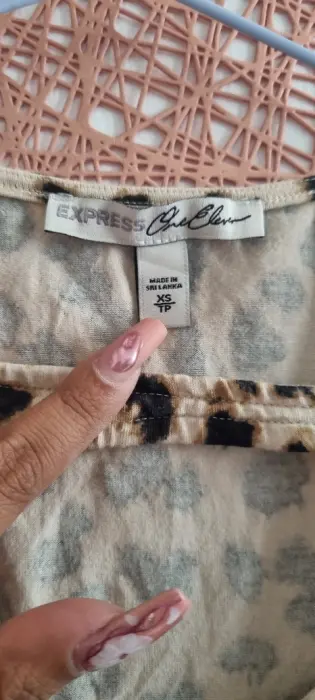 EXPRESS One Eleven
MADE IN
SRI LANKA
XS
TP